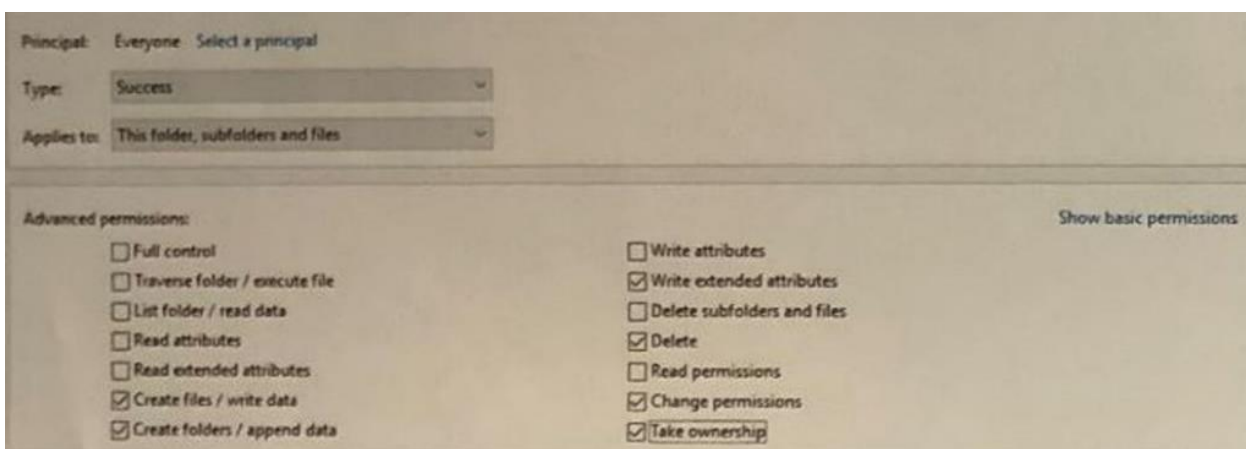 Principal: Everyone Select a principal
Type: Success
Applies to: This folder, subfolders and files
Advanced permissions:
Show basic permissions
Full control
Traverse folder / execute file
List folder / read data
Read attributes
Read extended attributes
Create files / write data
Create folders / append data
Write attributes
Write extended attributes
Delete subfolders and files
Delete
Read permissions
Change permissions
Take ownership